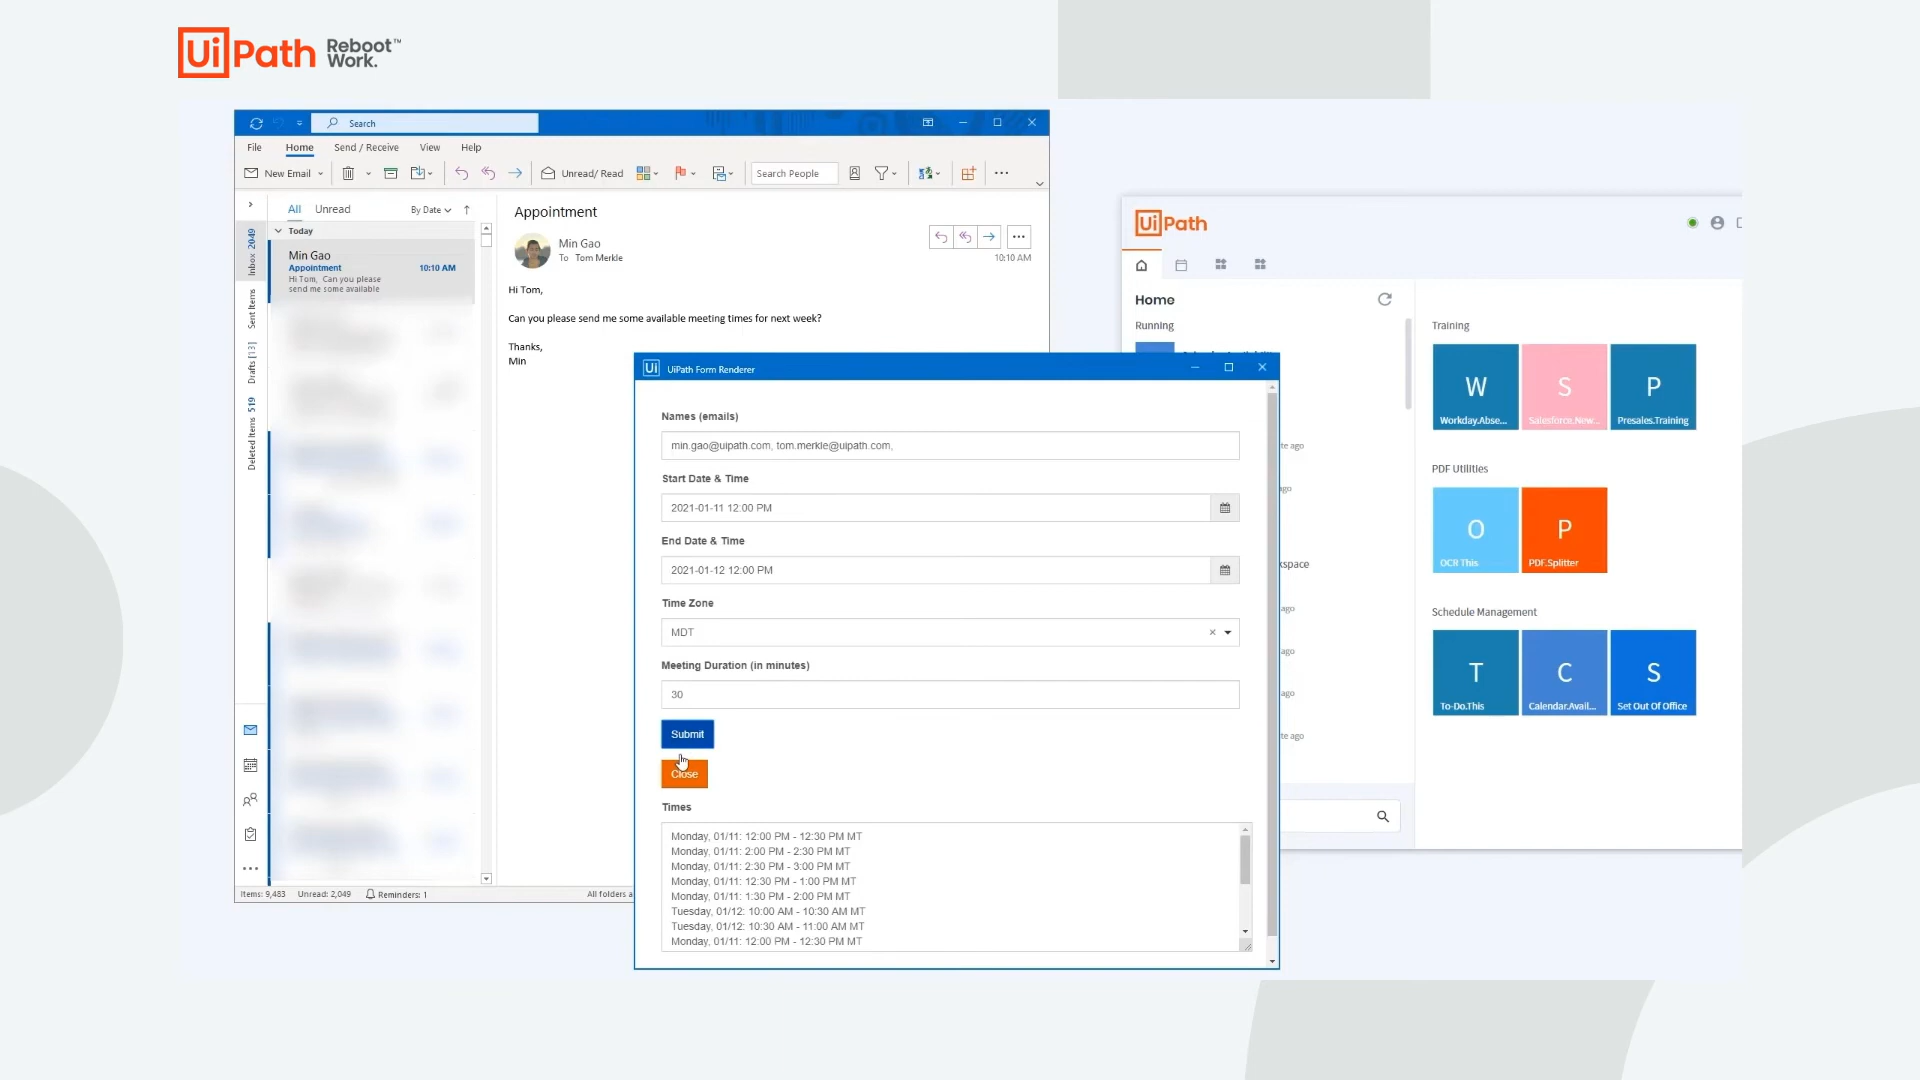 UiPath Reboot Work.™
Search
File Home Send / Receive View Help
New Email Unread/ Read Search People
All Unread By Date
Today
Min Gao
Appointment 10:10 AM
Hi Tom, Can you please
send me some available
Inbox 2049
Sent Items
Drafts [13]
Deleted Items 519
Appointment
Min Gao
To Tom Merkle
10:10 AM
Hi Tom,
Can you please send me some available meeting times for next week?
Thanks,
Min
Items: 9,483 Unread: 2,049 Reminders: 1 All folders a
Ui UiPath Form Renderer
Names (emails)
min.gao@uipath.com, tom.merkle@uipath.com,
Start Date & Time
2021-01-11 12:00 PM
End Date & Time
2021-01-12 12:00 PM
Time Zone
MDT
Meeting Duration (in minutes)
30
Submit
Close
Times
Monday, 01/11: 12:00 PM - 12:30 PM MT
Monday, 01/11: 2:00 PM - 2:30 PM MT
Monday, 01/11: 2:30 PM - 3:00 PM MT
Monday, 01/11: 12:30 PM - 1:00 PM MT
Monday, 01/11: 1:30 PM - 2:00 PM MT
Tuesday, 01/12: 10:00 AM - 10:30 AM MT
Tuesday, 01/12: 10:30 AM - 11:00 AM MT
Monday, 01/11: 12:00 PM - 12:30 PM MT
UiPath
Home
Running
te ago
ago
kspace
ago
ago
ago
te ago
Training
W S P
Workday.Abse... Salesforce.New... Presales.Training
PDF Utilities
O P
OCR This PDF.Splitter
Schedule Management
T C S
To-Do.This Calendar.Avail... Set Out Of Office